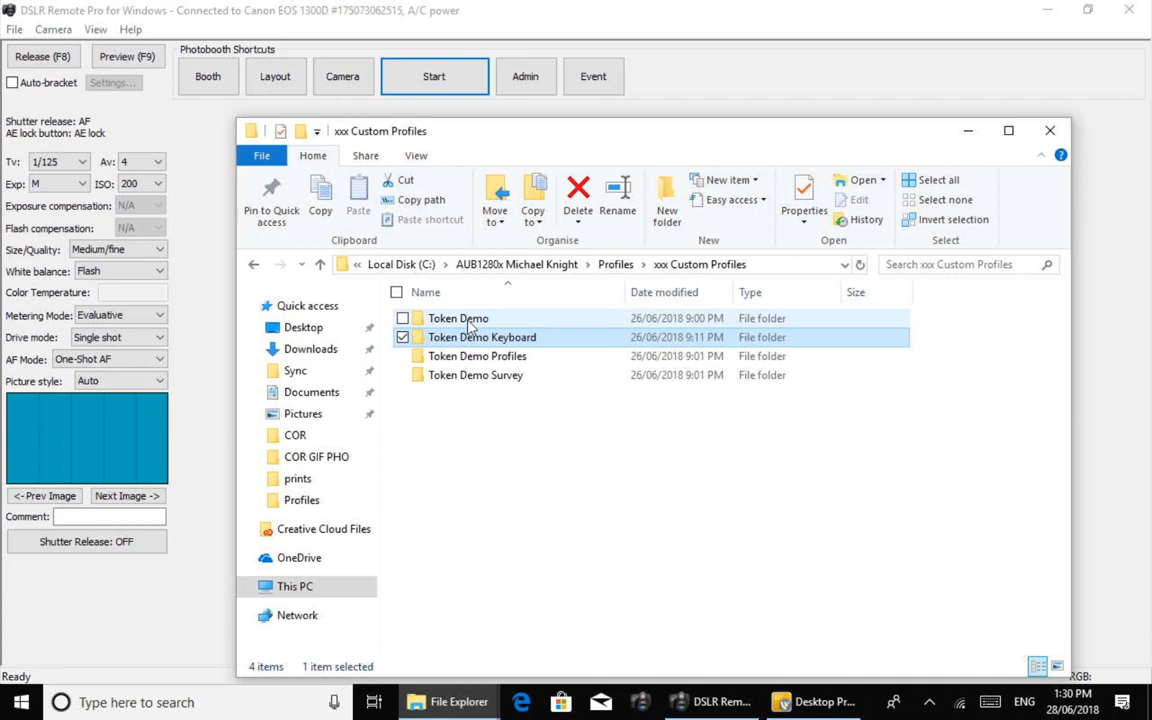 DSLR Remote Pro for Windows - Connected to Canon EOS 1300D #175073062515, A/C power
File Camera View Help
Release (F8) Preview (F9)
Auto-bracket Settings...
Photobooth Shortcuts
Booth Layout Camera Start Admin Event
Shutter release: AF
AE lock button: AE lock
Tv: 1/125 Av: 4
Exp: M ISO: 200
Exposure compensation: N/A
Flash compensation: N/A
Size/Quality: Medium/fine
White balance: Flash
Color Temperature:
Metering Mode: Evaluative
Drive mode: Single shot
AF Mode: One-Shot AF
Picture style: Auto
<- Prev Image Next Image ->
Comment:
Shutter Release: OFF
Ready
RGB:
xxx Custom Profiles
File Home Share View
Pin to Quick access
Copy
Paste
Cut
Copy path
Paste shortcut
Clipboard
Move to
Copy to
Delete
Rename
Organise
New folder
New item
Easy access
New
Properties
Open
Edit
History
Open
Select all
Select none
Invert selection
Select
« Local Disk (C:) › AUB1280x Michael Knight › Profiles › xxx Custom Profiles
Search xxx Custom Profiles
Name Date modified Type Size
Token Demo 26/06/2018 9:00 PM File folder
Token Demo Keyboard 26/06/2018 9:11 PM File folder
Token Demo Profiles 26/06/2018 9:01 PM File folder
Token Demo Survey 26/06/2018 9:01 PM File folder
Quick access
Desktop
Downloads
Sync
Documents
Pictures
COR
COR GIF PHO
prints
Profiles
Creative Cloud Files
OneDrive
This PC
Network
4 items 1 item selected
Type here to search
File Explorer
DSLR Remo...
Desktop Pr...
ENG
1:30 PM
28/06/2018